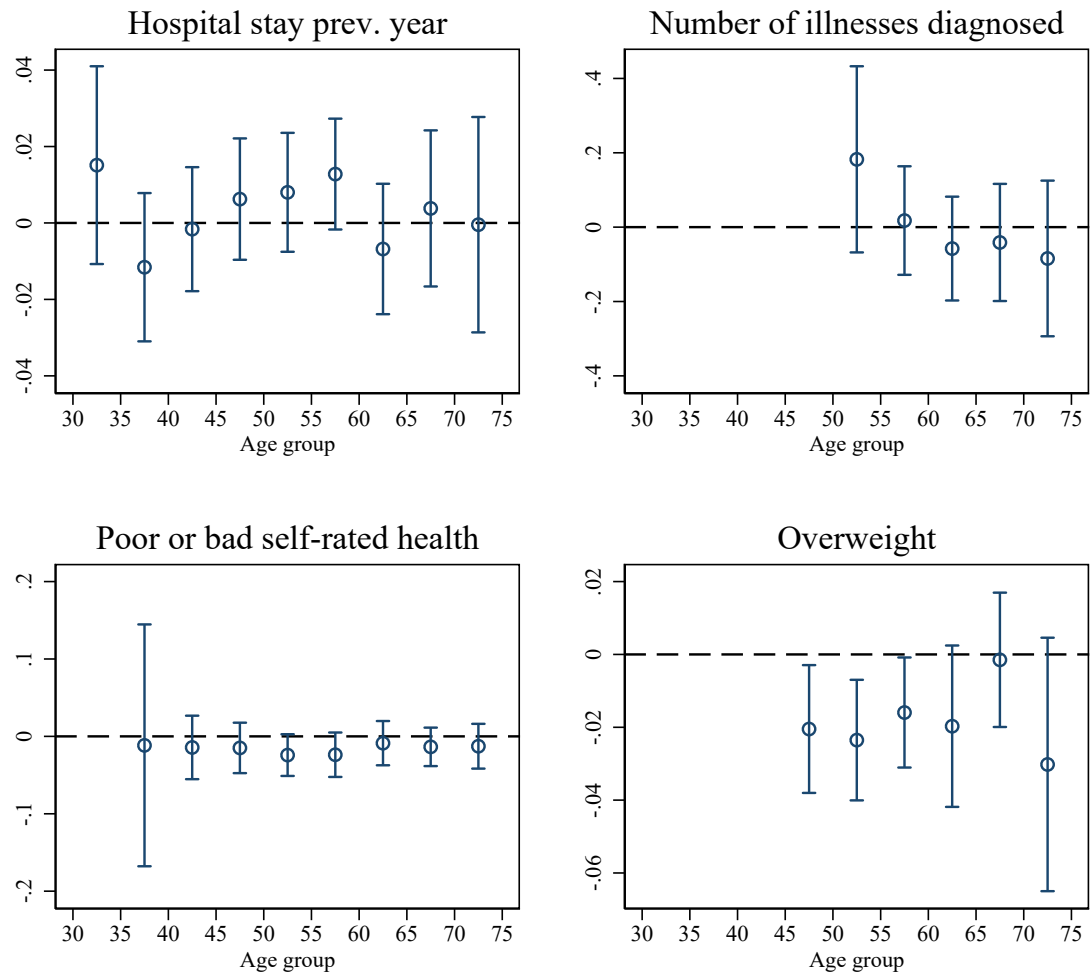 Hospital stay prev. year
.04
.02
0
-.02
-.04
30 35 40 45 50 55 60 65 70 75
Age group
Number of illnesses diagnosed
.4
.2
0
-.2
-.4
30 35 40 45 50 55 60 65 70 75
Age group
Poor or bad self-rated health
.2
.1
0
-.1
-.2
30 35 40 45 50 55 60 65 70 75
Age group
Overweight
.02
0
-.02
-.04
-.06
30 35 40 45 50 55 60 65 70 75
Age group